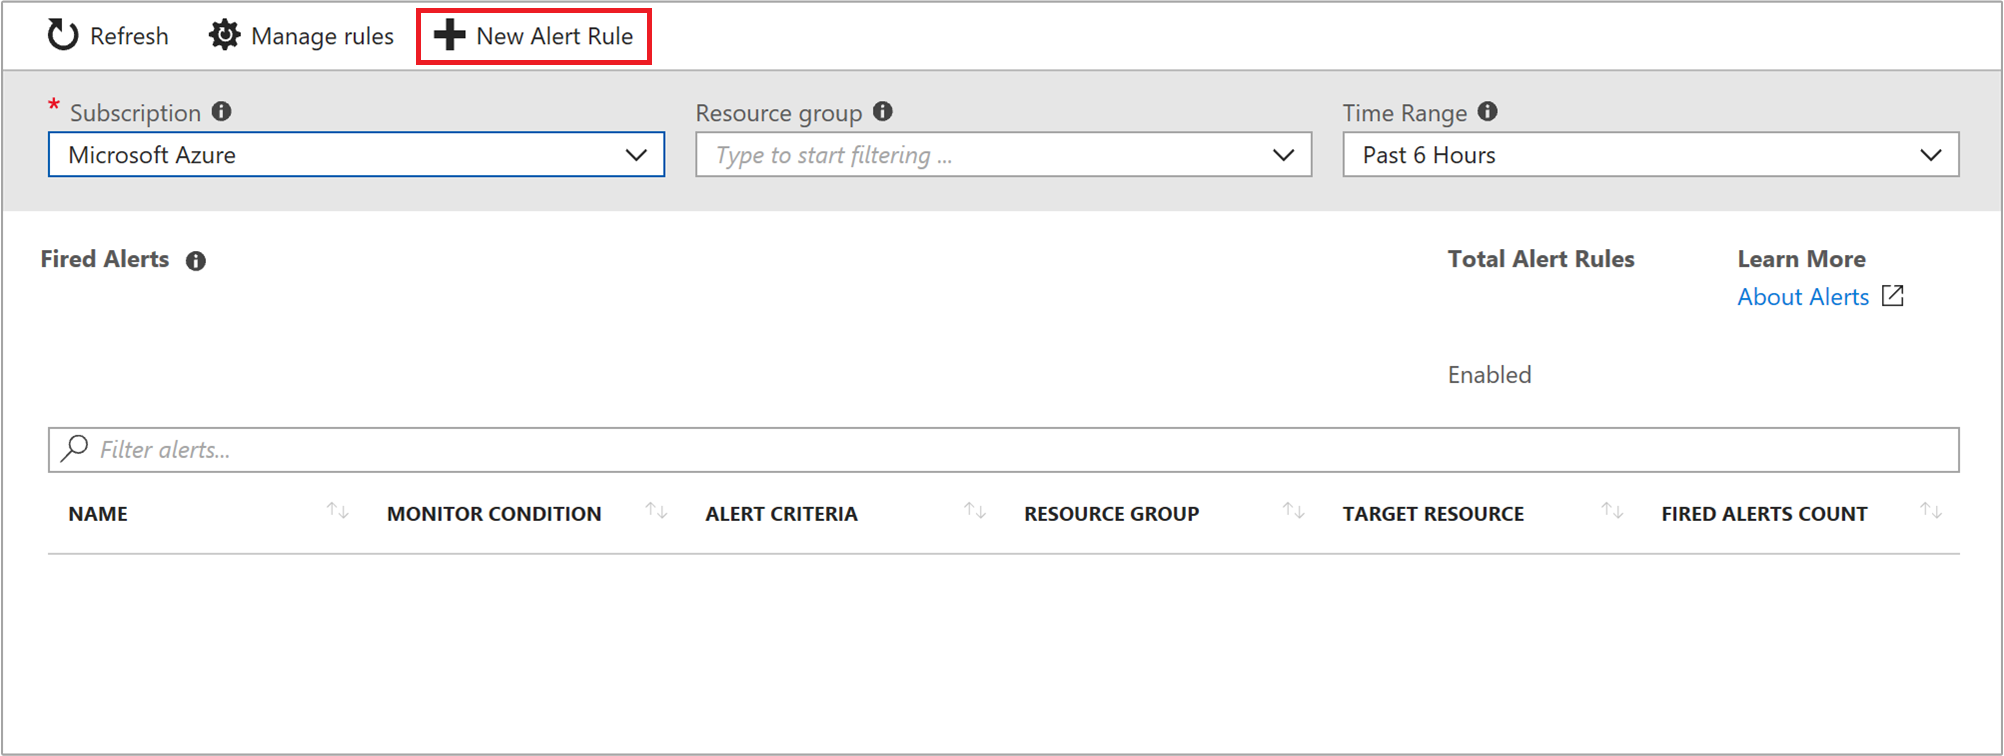 Refresh Manage rules New Alert Rule
* Subscription Resource group Time Range
Microsoft Azure Type to start filtering ... Past 6 Hours
Fired Alerts Total Alert Rules Learn More
About Alerts
Enabled
Filter alerts...
NAME MONITOR CONDITION ALERT CRITERIA RESOURCE GROUP TARGET RESOURCE FIRED ALERTS COUNT